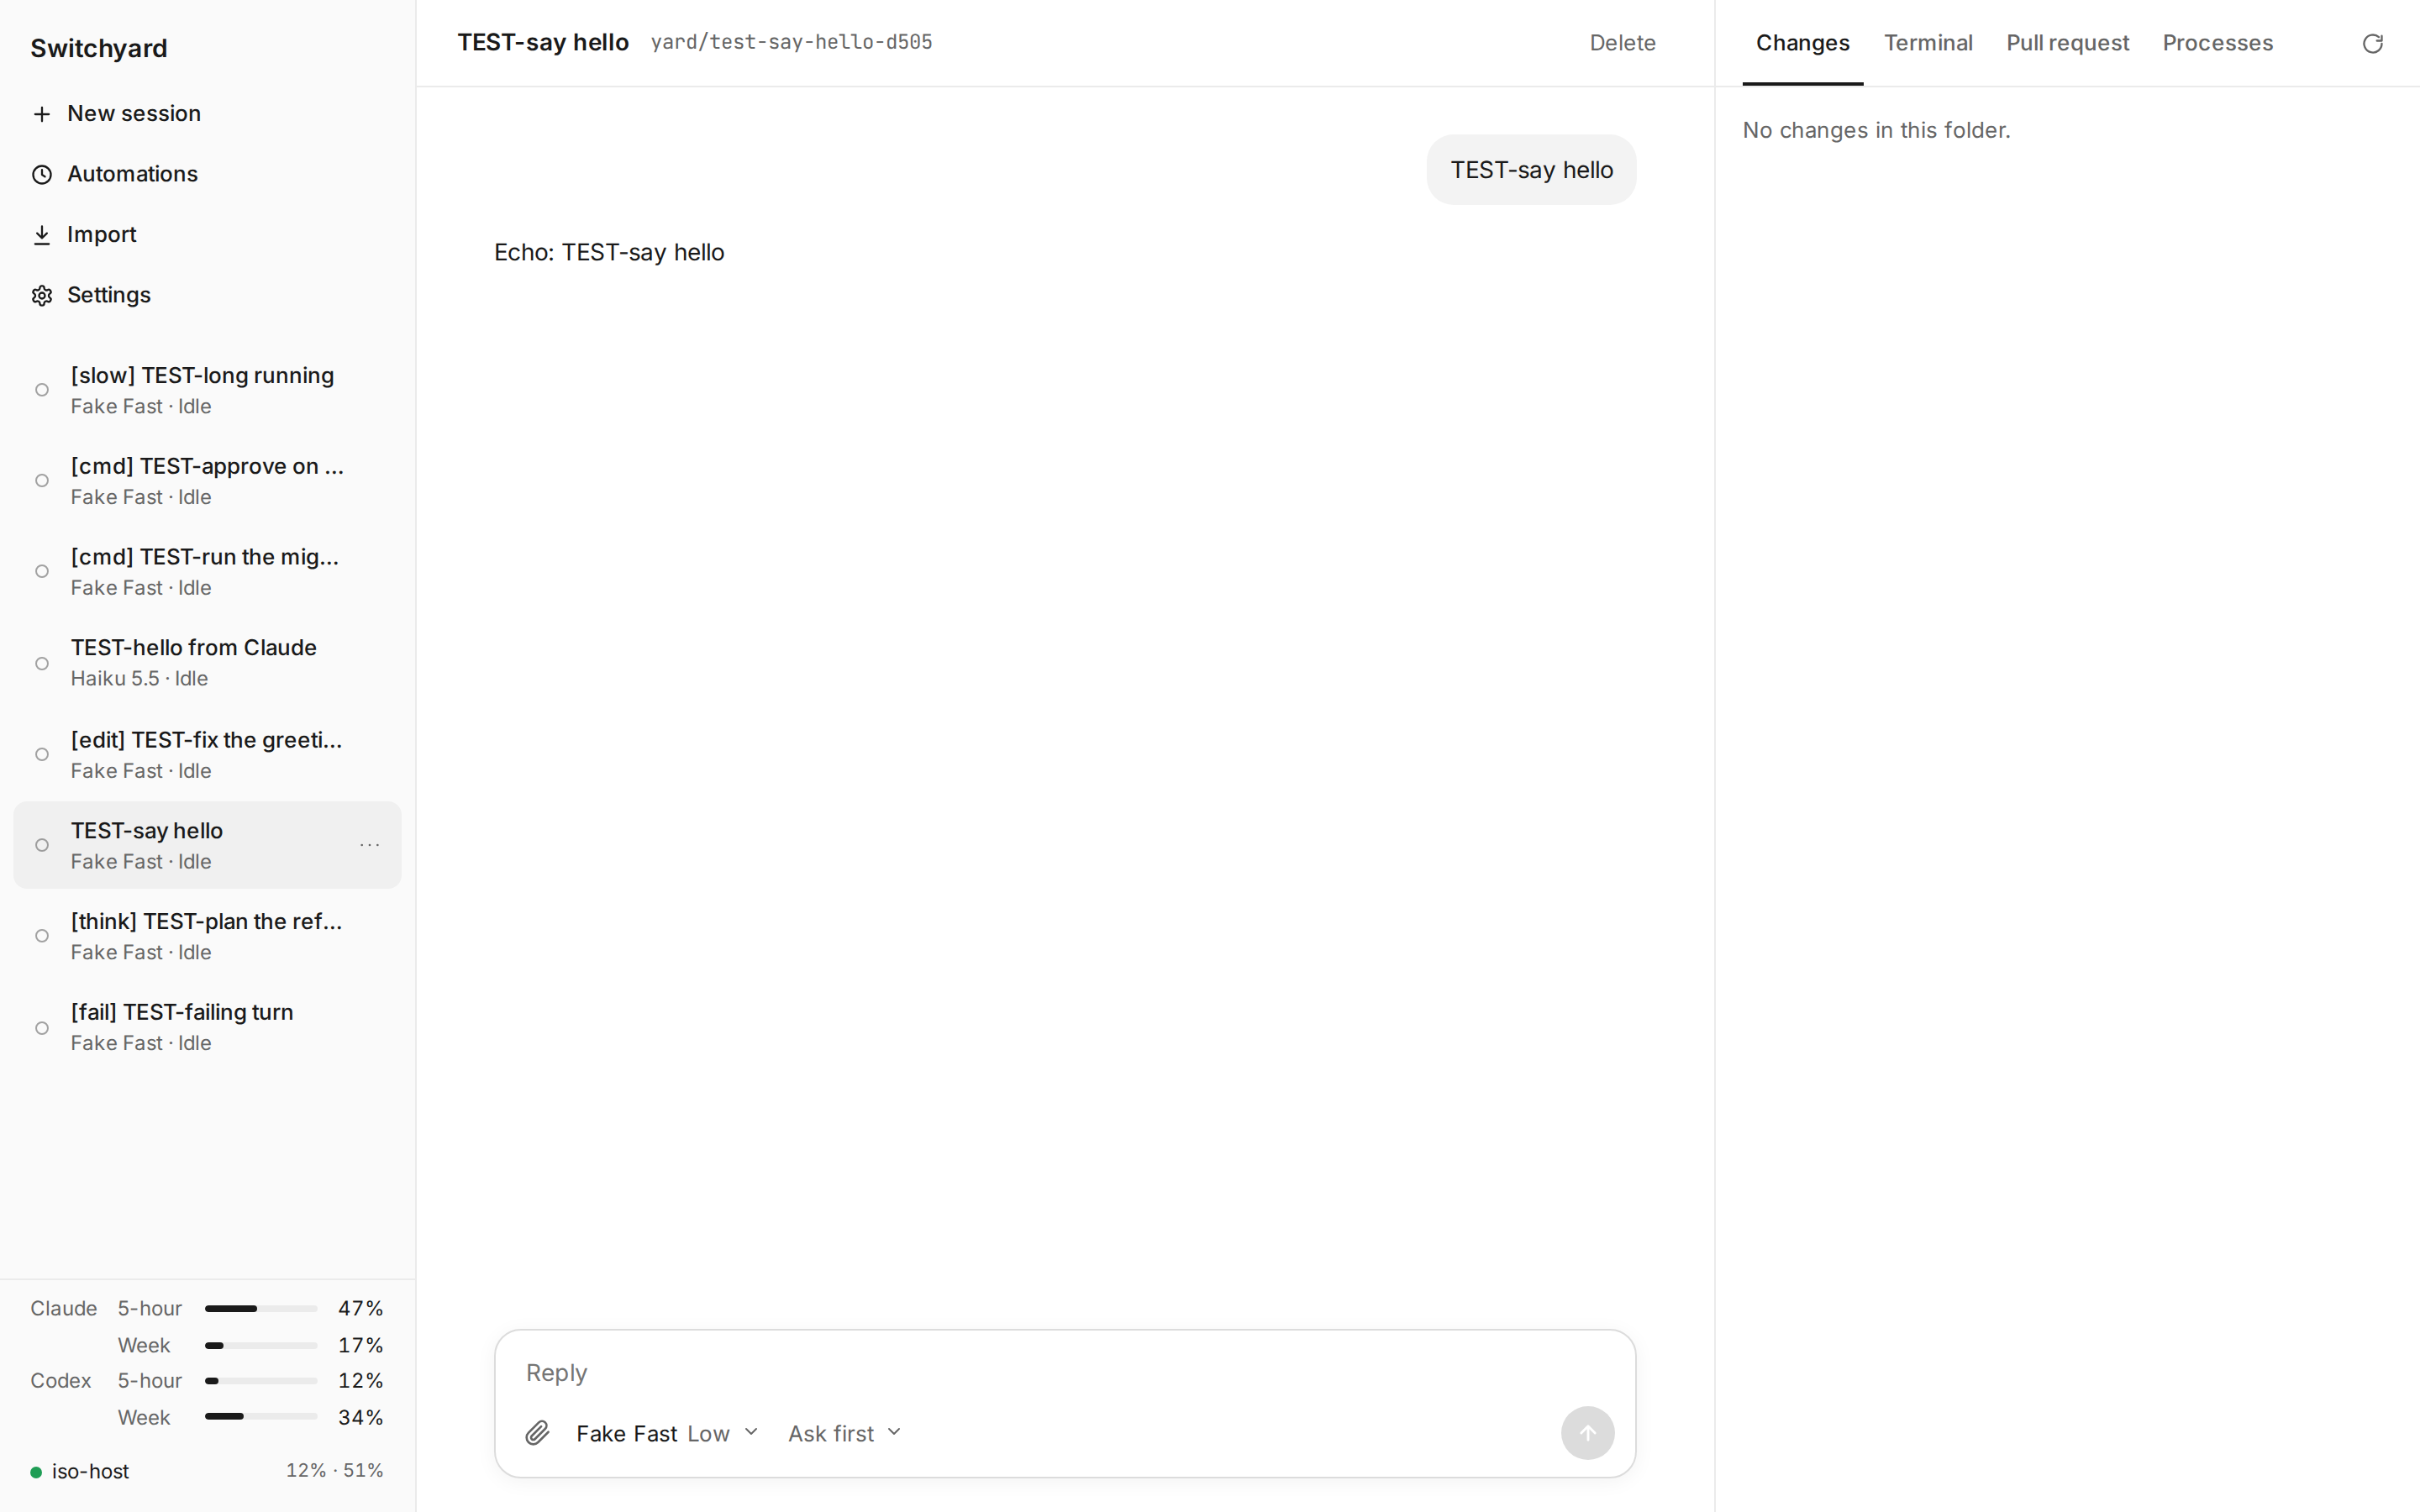 Switchyard
New session
Automations
Import
Settings
[slow] TEST-long running
Fake Fast · Idle
[cmd] TEST-approve on ...
Fake Fast · Idle
[cmd] TEST-run the mig...
Fake Fast · Idle
TEST-hello from Claude
Haiku 5.5 · Idle
[edit] TEST-fix the greeti...
Fake Fast · Idle
TEST-say hello
Fake Fast · Idle
[think] TEST-plan the ref...
Fake Fast · Idle
[fail] TEST-failing turn
Fake Fast · Idle
Claude 5-hour 47%
Week 17%
Codex 5-hour 12%
Week 34%
iso-host 12% · 51%
TEST-say hello yard/test-say-hello-d505 Delete
TEST-say hello
Echo: TEST-say hello
Reply
Fake Fast Low Ask first
Changes Terminal Pull request Processes
No changes in this folder.